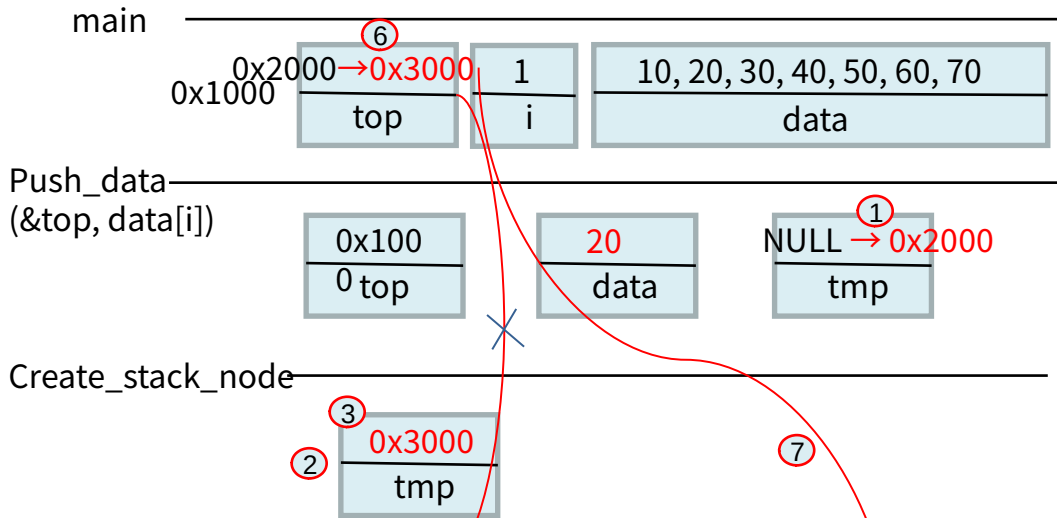 main
6
0x2000→0x3000
1
10, 20, 30, 40, 50, 60, 70
0x1000
top
i
data
Push_data
(&top, data[i])
1
0x100
0 top
20
data
NULL → 0x2000
tmp
Create_stack_node
3
0x3000
2
tmp
7